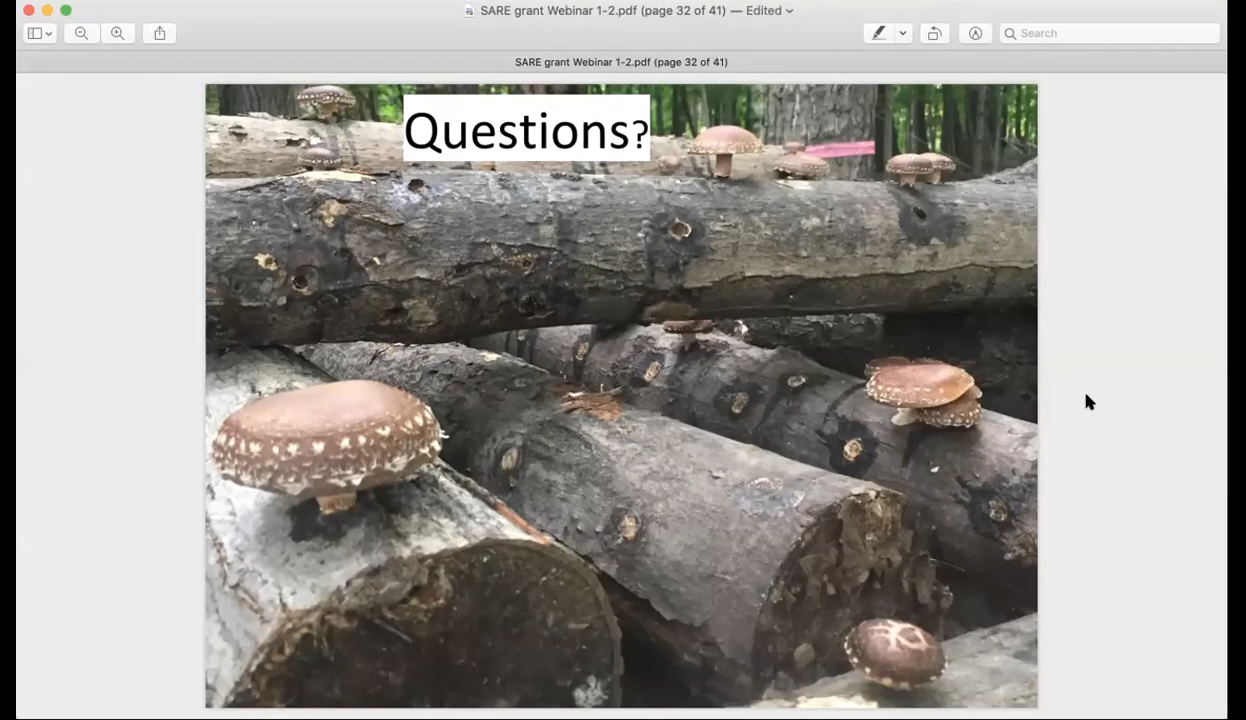 SARE grant Webinar 1-2.pdf (page 32 of 41) — Edited
Search
SARE grant Webinar 1-2.pdf (page 32 of 41)
Questions?